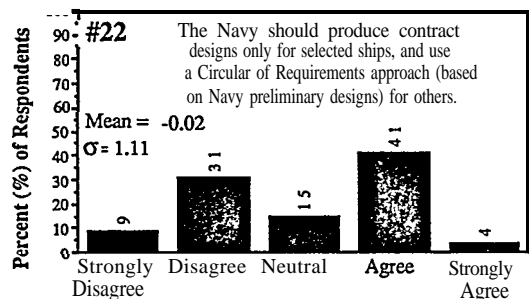 #22
The Navy should produce contract
designs only for selected ships, and use
a Circular of Requirements approach (based
on Navy preliminary designs) for others.
Mean = -0.02
σ = 1.11
Percent (%) of Respondents
90
80
70
60
50
40
30
20
10
0
9
31
15
41
4
Strongly Disagree
Disagree
Neutral
Agree
Strongly Agree